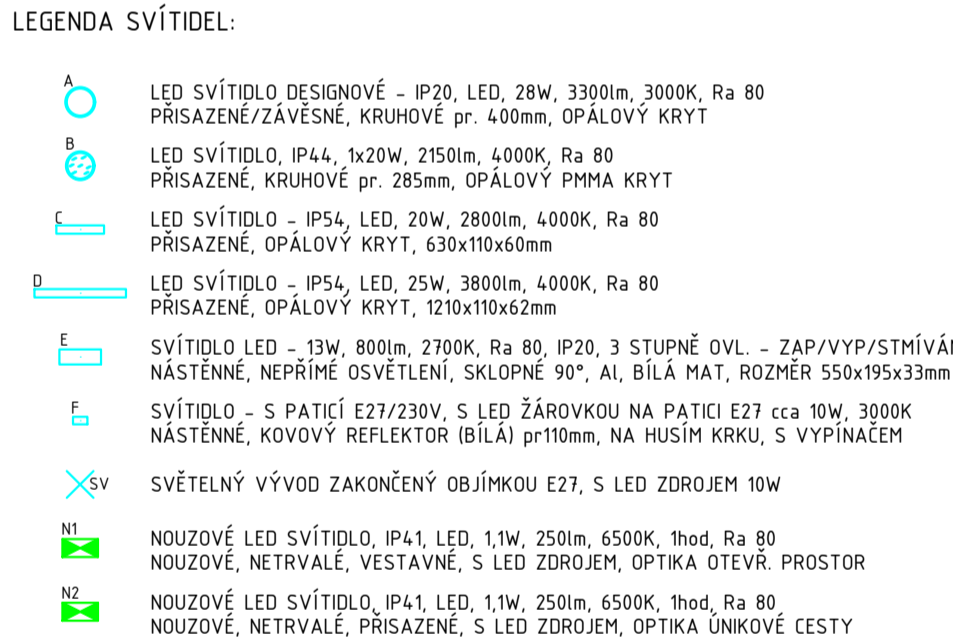 LEGENDA SVÍTIDEL:
A
LED SVÍTIDLO DESIGNOVÉ – IP20, LED, 28W, 3300lm, 3000K, Ra 80
PŘISAZENÉ/ZÁVĚSNÉ, KRUHOVÉ pr. 400mm, OPÁLOVÝ KRYT
B
LED SVÍTIDLO, IP44, 1x20W, 2150lm, 4000K, Ra 80
PŘISAZENÉ, KRUHOVÉ pr. 285mm, OPÁLOVÝ PMMA KRYT
C
LED SVÍTIDLO – IP54, LED, 20W, 2800lm, 4000K, Ra 80
PŘISAZENÉ, OPÁLOVÝ KRYT, 630x110x60mm
D
LED SVÍTIDLO – IP54, LED, 25W, 3800lm, 4000K, Ra 80
PŘISAZENÉ, OPÁLOVÝ KRYT, 1210x110x62mm
E
SVÍTIDLO LED – 13W, 800lm, 2700K, Ra 80, IP20, 3 STUPNĚ OVL. – ZAP/VYP/STMÍVÁN
NÁSTĚNNÉ, NEPŘÍMÉ OSVĚTLENÍ, SKLOPNÉ 90°, Al, BÍLÁ MAT, ROZMĚR 550x195x33mm
F
SVÍTIDLO – S PATICÍ E27/230V, S LED ŽÁROVKOU NA PATICI E27 cca 10W, 3000K
NÁSTĚNNÉ, KOVOVÝ REFLEKTOR (BÍLÁ) pr110mm, NA HUSÍM KRKU, S VYPÍNAČEM
SV
SVĚTELNÝ VÝVOD ZAKONČENÝ OBJÍMKOU E27, S LED ZDROJEM 10W
N1
NOUZOVÉ LED SVÍTIDLO, IP41, LED, 1,1W, 250lm, 6500K, 1hod, Ra 80
NOUZOVÉ, NETRVALÉ, VESTAVNÉ, S LED ZDROJEM, OPTIKA OTEVŘ. PROSTOR
N2
NOUZOVÉ LED SVÍTIDLO, IP41, LED, 1,1W, 250lm, 6500K, 1hod, Ra 80
NOUZOVÉ, NETRVALÉ, PŘISAZENÉ, S LED ZDROJEM, OPTIKA ÚNIKOVÉ CESTY